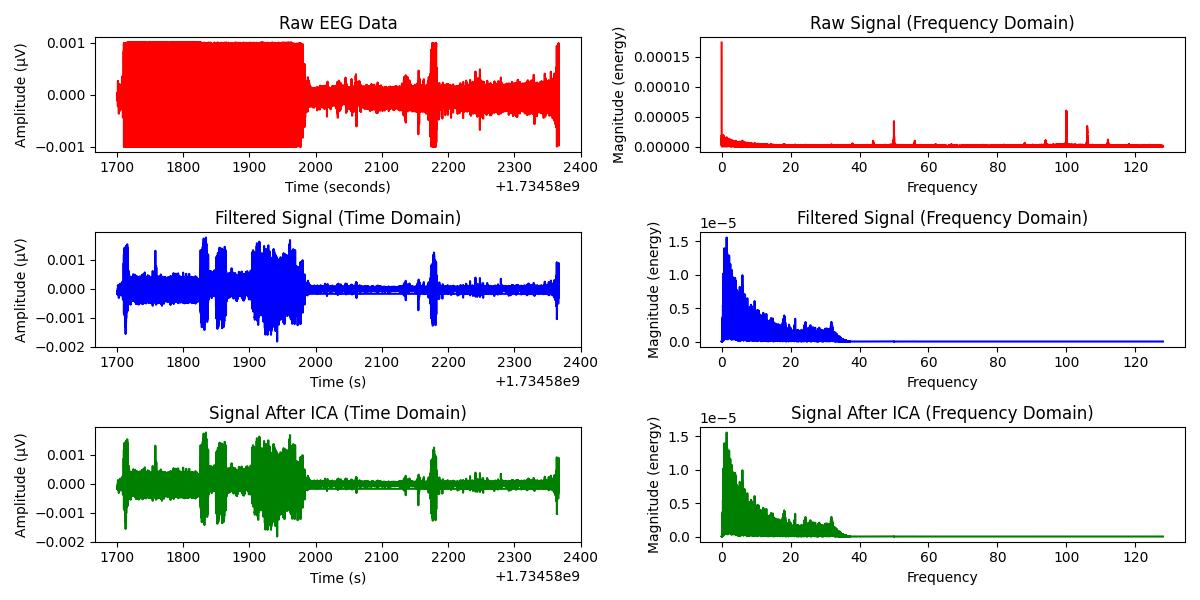 Raw EEG Data
Amplitude (µV)
0.001
0.000
−0.001
1700 1800 1900 2000 2100 2200 2300 2400
Time (seconds)
+1.73458e9
Raw Signal (Frequency Domain)
Magnitude (energy)
0.00015
0.00010
0.00005
0.00000
0 20 40 60 80 100 120
Frequency
Filtered Signal (Time Domain)
Amplitude (µV)
0.001
0.000
−0.001
−0.002
1700 1800 1900 2000 2100 2200 2300 2400
Time (s)
+1.73458e9
Filtered Signal (Frequency Domain)
1e−5
Magnitude (energy)
1.5
1.0
0.5
0.0
0 20 40 60 80 100 120
Frequency
Signal After ICA (Time Domain)
Amplitude (µV)
0.001
0.000
−0.001
−0.002
1700 1800 1900 2000 2100 2200 2300 2400
Time (s)
+1.73458e9
Signal After ICA (Frequency Domain)
1e−5
Magnitude (energy)
1.5
1.0
0.5
0.0
0 20 40 60 80 100 120
Frequency